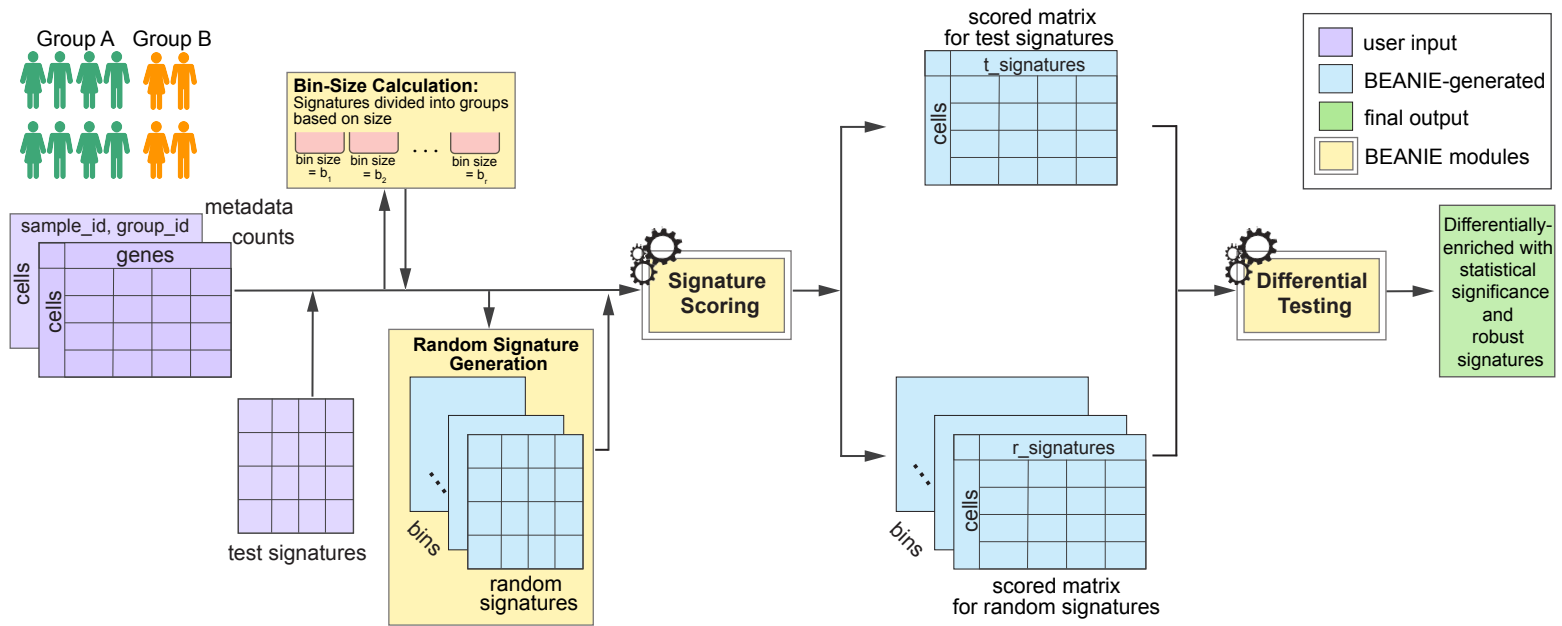 Group A
Group B
metadata
counts
sample_id, group_id
cells
genes
cells
test signatures
Bin-Size Calculation:
Signatures divided into groups
based on size
bin size
= b1
bin size
= b2
. . .
bin size
= br
Random Signature
Generation
bins
random
signatures
Signature
Scoring
scored matrix
for test signatures
t_signatures
cells
r_signatures
cells
bins
scored matrix
for random signatures
Differential
Testing
user input
BEANIE-generated
final output
BEANIE modules
Differentially-
enriched with
statistical
significance
and
robust
signatures